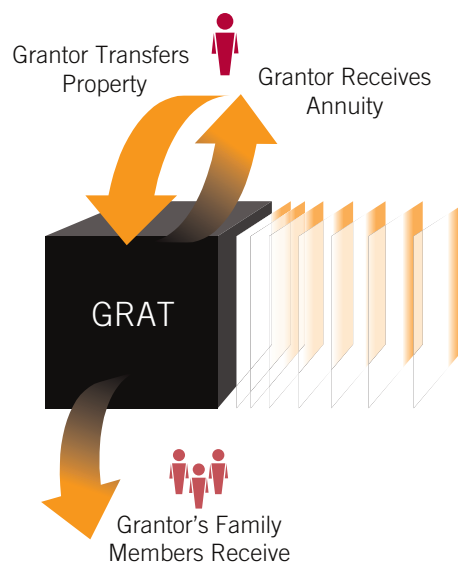 Grantor Transfers
Property
Grantor Receives
Annuity
GRAT
Grantor’s Family
Members Receive